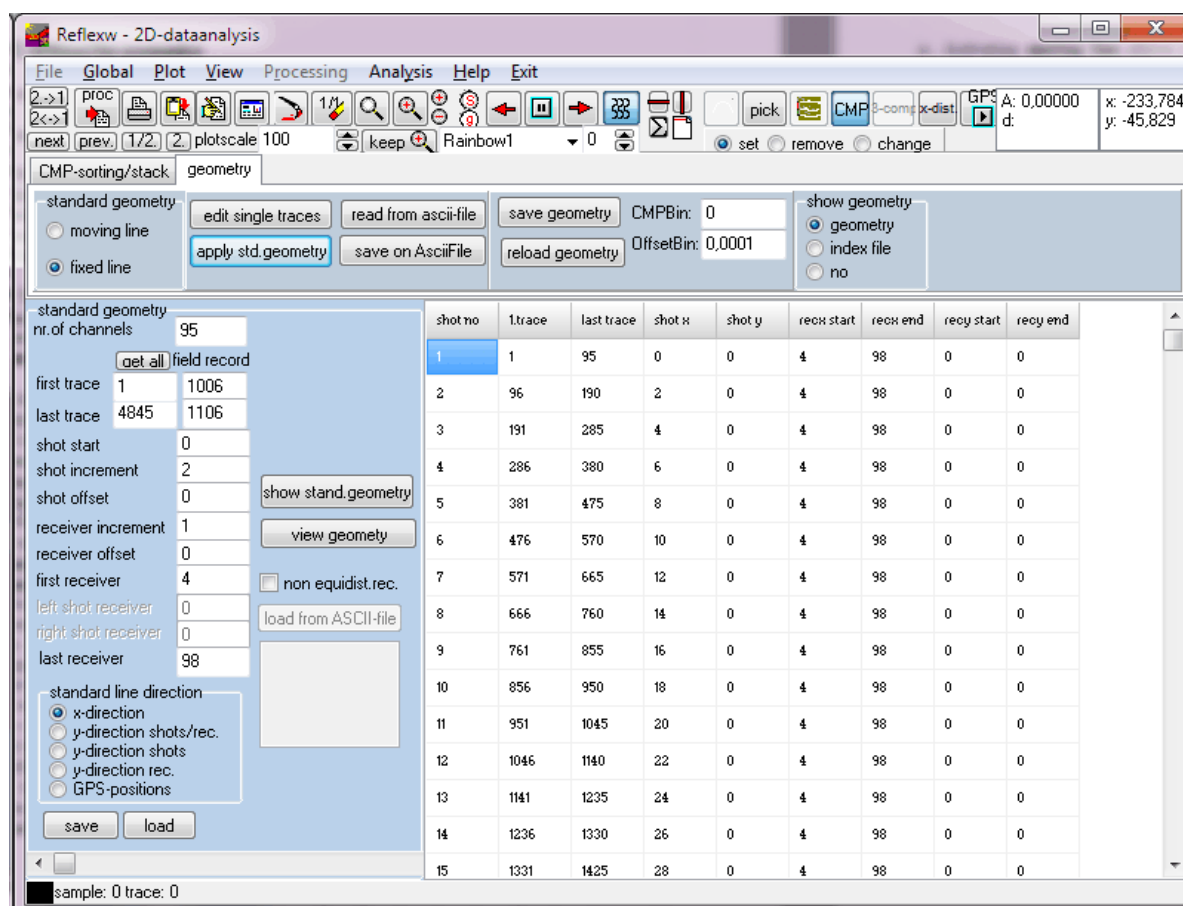 Reflexw - 2D-dataanalysis
File Global Plot View Processing Analysis Help Exit
2.->1 proc 1/2 S CMP 3-comp x-dist. GPS A: 0,00000 x: -233,784
2<->1 g pick d: y: -45,829
next prev. 1/2. 2. plotscale 100 keep Rainbow1 0 set remove change
CMP-sorting/stack geometry
standard geometry
moving line
fixed line
edit single traces read from ascii-file
apply std.geometry save on AsciiFile
save geometry CMPBin: 0
reload geometry OffsetBin: 0,0001
show geometry
geometry
index file
no
standard geometry
nr.of channels 95
get all field record
first trace 1 1006
last trace 4845 1106
shot start 0
shot increment 2
shot offset 0
receiver increment 1
receiver offset 0
first receiver 4
left shot receiver 0
right shot receiver 0
last receiver 98
show stand.geometry
view geomety
non equidist.rec.
load from ASCII-file
standard line direction
x-direction
y-direction shots/rec.
y-direction shots
y-direction rec.
GPS-positions
save load
shot no 1.trace last trace shot x shot y recx start recx end recy start recy end
1 1 95 0 0 4 98 0 0
2 96 190 2 0 4 98 0 0
3 191 285 4 0 4 98 0 0
4 286 380 6 0 4 98 0 0
5 381 475 8 0 4 98 0 0
6 476 570 10 0 4 98 0 0
7 571 665 12 0 4 98 0 0
8 666 760 14 0 4 98 0 0
9 761 855 16 0 4 98 0 0
10 856 950 18 0 4 98 0 0
11 951 1045 20 0 4 98 0 0
12 1046 1140 22 0 4 98 0 0
13 1141 1235 24 0 4 98 0 0
14 1236 1330 26 0 4 98 0 0
15 1331 1425 28 0 4 98 0 0
sample: 0 trace: 0